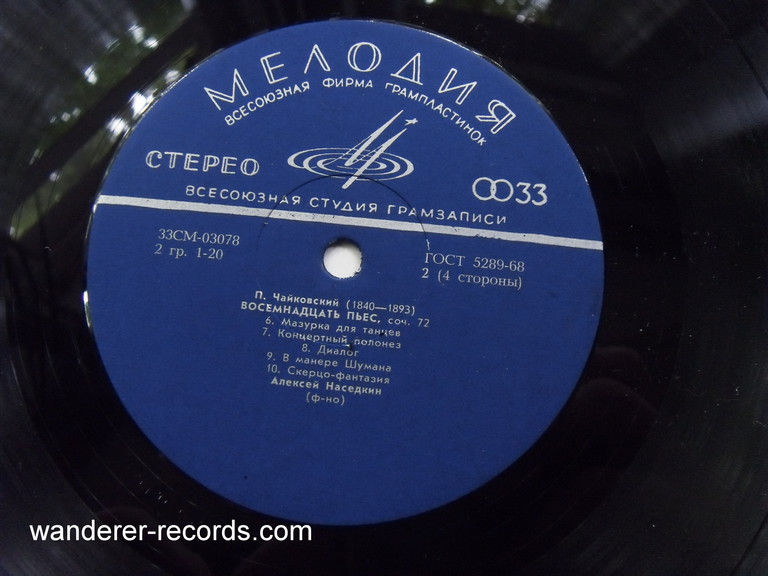 МЕЛОДИЯ
ВСЕСОЮЗНАЯ ФИРМА ГРАМПЛАСТИНОК
СТЕРЕО
33
ВСЕСОЮЗНАЯ СТУДИЯ ГРАМЗАПИСИ
33СМ-03078
2 гр. 1-20
ГОСТ 5289-68
2 (4 стороны)
П. Чайковский (1840—1893)
ВОСЕМНАДЦАТЬ ПЬЕС, соч. 72
6. Мазурка для танцев
7. Концертный полонез
8. Диалог
9. В манере Шумана
10. Скерцо-фантазия
Алексей Наседкин
(ф-но)
wanderer-records.com